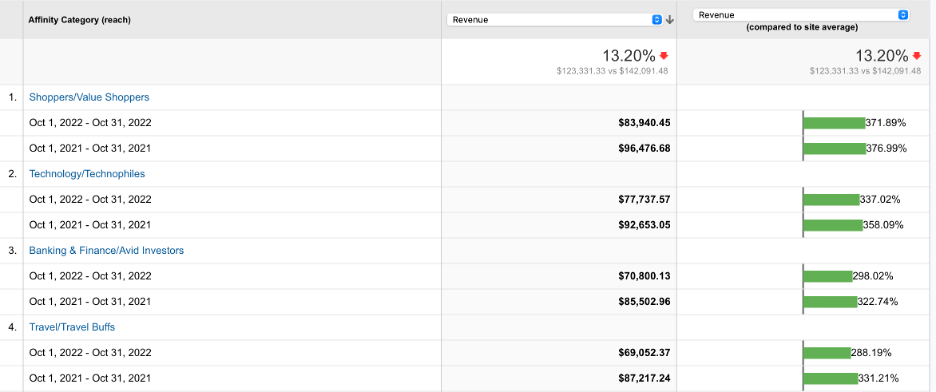 Affinity Category (reach) Revenue Revenue
(compared to site average)
13.20% 13.20%
$123,331.33 vs $142,091.48 $123,331.33 vs $142,091.48
1. Shoppers/Value Shoppers
Oct 1, 2022 - Oct 31, 2022 $83,940.45 371.89%
Oct 1, 2021 - Oct 31, 2021 $96,476.68 376.99%
2. Technology/Technophiles
Oct 1, 2022 - Oct 31, 2022 $77,737.57 337.02%
Oct 1, 2021 - Oct 31, 2021 $92,653.05 358.09%
3. Banking & Finance/Avid Investors
Oct 1, 2022 - Oct 31, 2022 $70,800.13 298.02%
Oct 1, 2021 - Oct 31, 2021 $85,502.96 322.74%
4. Travel/Travel Buffs
Oct 1, 2022 - Oct 31, 2022 $69,052.37 288.19%
Oct 1, 2021 - Oct 31, 2021 $87,217.24 331.21%